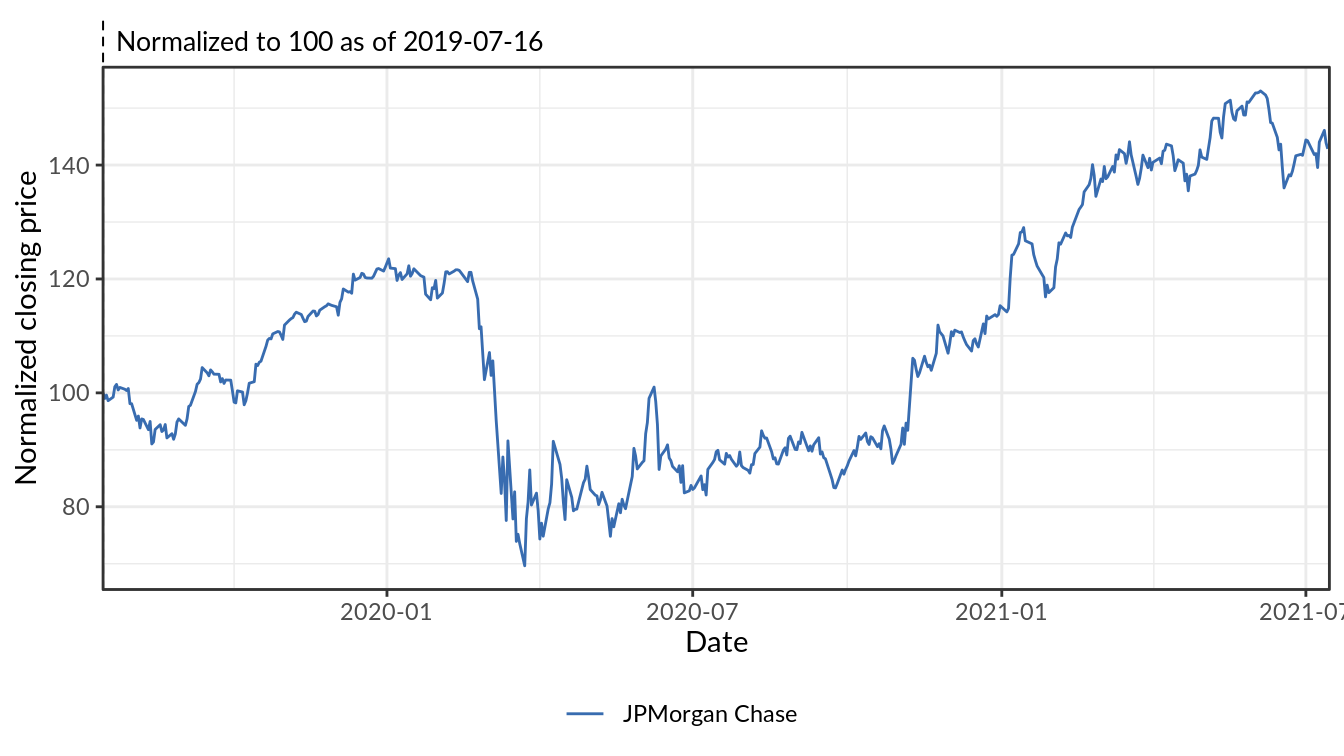 Normalized to 100 as of 2019-07-16
Normalized closing price
140
120
100
80
2020-01
2020-07
2021-01
2021-07
Date
JPMorgan Chase